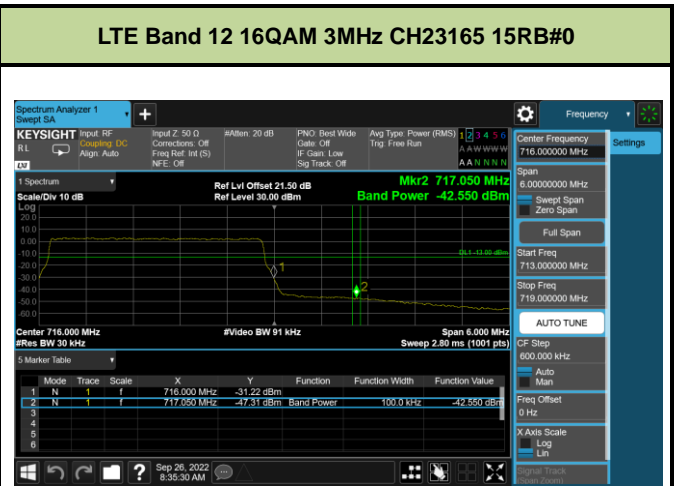 LTE Band 12 16QAM 3MHz CH23165 15RB#0
Spectrum Analyzer 1
Swept SA
+
Frequency
KEYSIGHT
RL
LXI
Input: RF
Coupling: DC
Align: Auto
Input Z: 50 Ω
Corrections: Off
Freq Ref: Int (S)
NFE: Off
#Atten: 20 dB
PNO: Best Wide
Gate: Off
IF Gain: Low
Sig Track: Off
Avg Type: Power (RMS)
Trig: Free Run
1 2 3 4 5 6
A A W W W W
A A N N N N
1 Spectrum
Scale/Div 10 dB
Ref Lvl Offset 21.50 dB
Ref Level 30.00 dBm
Mkr2 717.050 MHz
Band Power -42.550 dBm
Log
20.0
10.0
0.00
-10.0
-20.0
-30.0
-40.0
-50.0
-60.0
DL1 -13.00 dBm
1
2
Center 716.000 MHz
#Res BW 30 kHz
#Video BW 91 kHz
Span 6.000 MHz
Sweep 2.80 ms (1001 pts)
5 Marker Table
Mode Trace Scale X Y Function Function Width Function Value
1 N 1 f 716.000 MHz -31.22 dBm
2 N 1 f 717.050 MHz -47.31 dBm Band Power 100.0 kHz -42.550 dBm
3
4
5
6
Center Frequency
716.000000 MHz
Settings
Span
6.00000000 MHz
Swept Span
Zero Span
Full Span
Start Freq
713.000000 MHz
Stop Freq
719.000000 MHz
AUTO TUNE
CF Step
600.000 kHz
Auto
Man
Freq Offset
0 Hz
X Axis Scale
Log
Lin
Signal Track
(Span Zoom)
?
Sep 26, 2022
8:35:30 AM